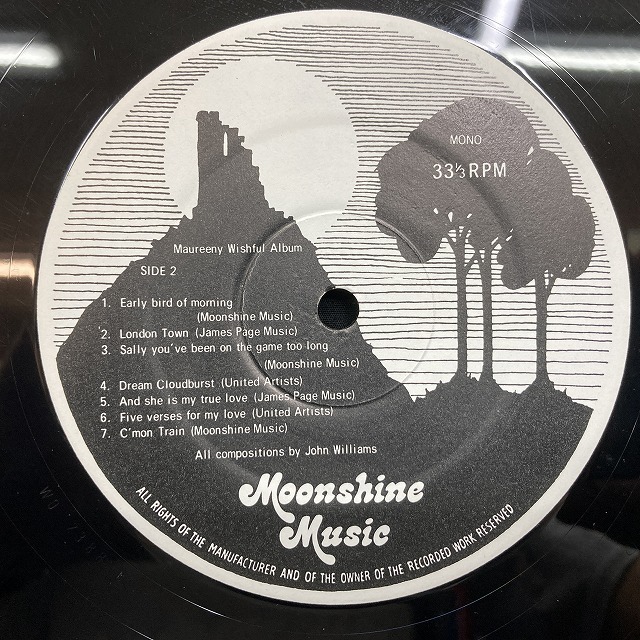 MONO
33⅓ RPM
Maureeny Wishful Album
SIDE 2
1. Early bird of morning
(Moonshine Music)
2. London Town (James Page Music)
3. Sally you've been on the game too long
(Moonshine Music)
4. Dream Cloudburst (United Artists)
5. And she is my true love (James Page Music)
6. Five verses for my love (United Artists)
7. C'mon Train (Moonshine Music)
All compositions by John Williams
Moonshine
Music
ALL RIGHTS OF THE MANUFACTURER AND OF THE OWNER OF THE RECORDED WORK RESERVED